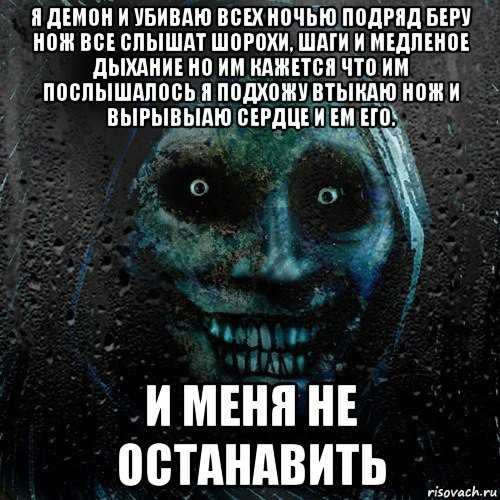 Я ДЕМОН И УБИВАЮ ВСЕХ НОЧЬЮ ПОДРЯД БЕРУ
НОЖ ВСЕ СЛЫШАТ ШОРОХИ, ШАГИ И МЕДЛЕНОЕ
ДЫХАНИЕ НО ИМ КАЖЕТСЯ ЧТО ИМ
ПОСЛЫШАЛОСЬ Я ПОДХОЖУ ВТЫКАЮ НОЖ И
ВЫРЫВЫАЮ СЕРДЦЕ И ЕМ ЕГО.
И МЕНЯ НЕ
ОСТАНАВИТЬ
risovach.ru